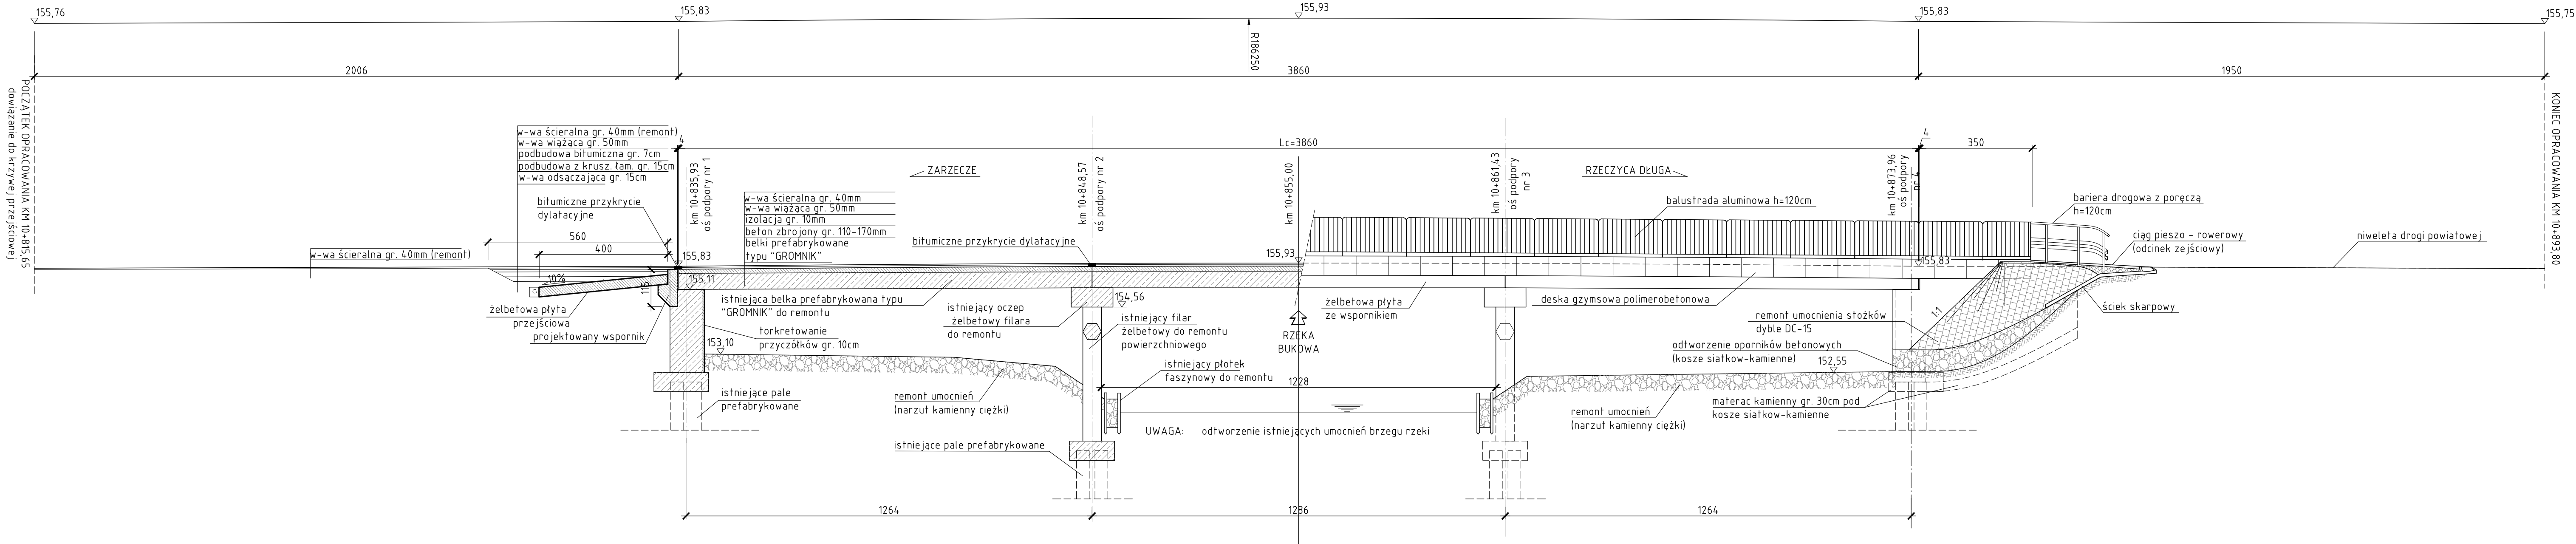 155,76
155,83
155,93
155,83
155,75
R186250
2006
3860
1950
POCZĄTEK OPRACOWANIA KM 10+815,65
dowiązanie do krzywej przejściowej
KONIEC OPRACOWANIA KM 10+893,80
w-wa ścieralna gr. 40mm (remont)
w-wa wiążąca gr. 50mm
podbudowa bitumiczna gr. 7cm
podbudowa z krusz. łam. gr. 15cm
w-wa odsączająca gr. 15cm
4
Lc=3860
4
350
km 10+835,93
oś podpory nr 1
ZARZECZE
km 10+848,57
oś podpory nr 2
km 10+855,00
km 10+861,43
oś podpory
nr 3
RZECZYCA DŁUGA
km 10+873,96
oś podpory
nr 4
bitumiczne przykrycie
dylatacyjne
w-wa ścieralna gr. 40mm
w-wa wiążąca gr. 50mm
izolacja gr. 10mm
beton zbrojony gr. 110-170mm
belki prefabrykowane
typu "GROMNIK"
bitumiczne przykrycie dylatacyjne
balustrada aluminowa h=120cm
bariera drogowa z poręczą
h=120cm
ciąg pieszo - rowerowy
(odcinek zejściowy)
niweleta drogi powiatowej
560
400
w-wa ścieralna gr. 40mm (remont)
155,83
155,93
155,83
10%
115
155,11
154,56
żelbetowa płyta
przejściowa
projektowany wspornik
istniejąca belka prefabrykowana typu
"GROMNIK" do remontu
torkretowanie
przyczółków gr. 10cm
istniejący oczep
żelbetowy filara
do remontu
istniejący filar
żelbetowy do remontu
powierzchniowego
RZEKA
BUKOWA
żelbetowa płyta
ze wspornikiem
deska gzymsowa polimerobetonowa
1:1
remont umocnienia stożków
dyble DC-15
ściek skarpowy
odtworzenie oporników betonowych
(kosze siatkow-kamienne)
153,10
152,55
istniejący płotek
faszynowy do remontu
1228
istniejące pale
prefabrykowane
remont umocnień
(narzut kamienny ciężki)
remont umocnień
(narzut kamienny ciężki)
materac kamienny gr. 30cm pod
kosze siatkow-kamienne
UWAGA: odtworzenie istniejących umocnień brzegu rzeki
istniejące pale prefabrykowane
1264
1286
1264